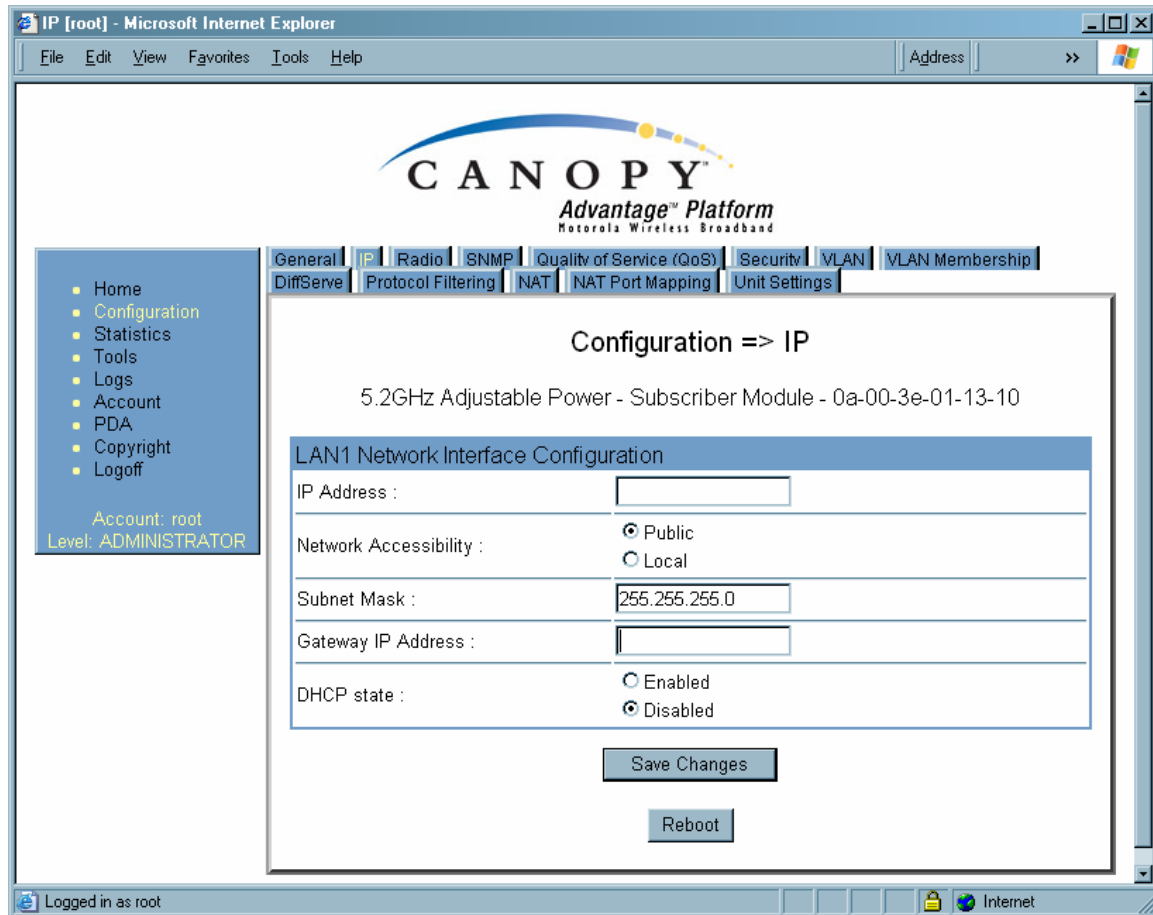 IP [root] - Microsoft Internet Explorer
File Edit View Favorites Tools Help Address »
CANOPY™
Advantage™ Platform
Motorola Wireless Broadband
General IP Radio SNMP Quality of Service (QoS) Security VLAN VLAN Membership
DiffServe Protocol Filtering NAT NAT Port Mapping Unit Settings
Home
Configuration
Statistics
Tools
Logs
Account
PDA
Copyright
Logoff
Account: root
Level: ADMINISTRATOR
Configuration => IP
5.2GHz Adjustable Power - Subscriber Module - 0a-00-3e-01-13-10
LAN1 Network Interface Configuration
IP Address :
Network Accessibility :
Public
Local
Subnet Mask : 255.255.255.0
Gateway IP Address :
DHCP state :
Enabled
Disabled
Save Changes
Reboot
Logged in as root Internet